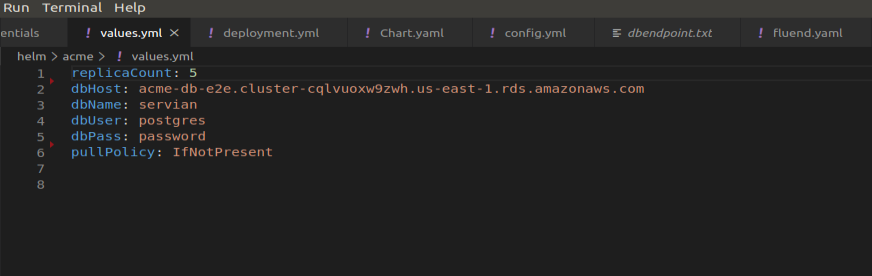 Run Terminal Help
entials ! values.yml × ! deployment.yml ! Chart.yaml ! config.yml dbendpoint.txt ! fluend.yaml
helm > acme > ! values.yml
1 replicaCount: 5
2 dbHost: acme-db-e2e.cluster-cqlvuoxw9zwh.us-east-1.rds.amazonaws.com
3 dbName: servian
4 dbUser: postgres
5 dbPass: password
6 pullPolicy: IfNotPresent
7
8